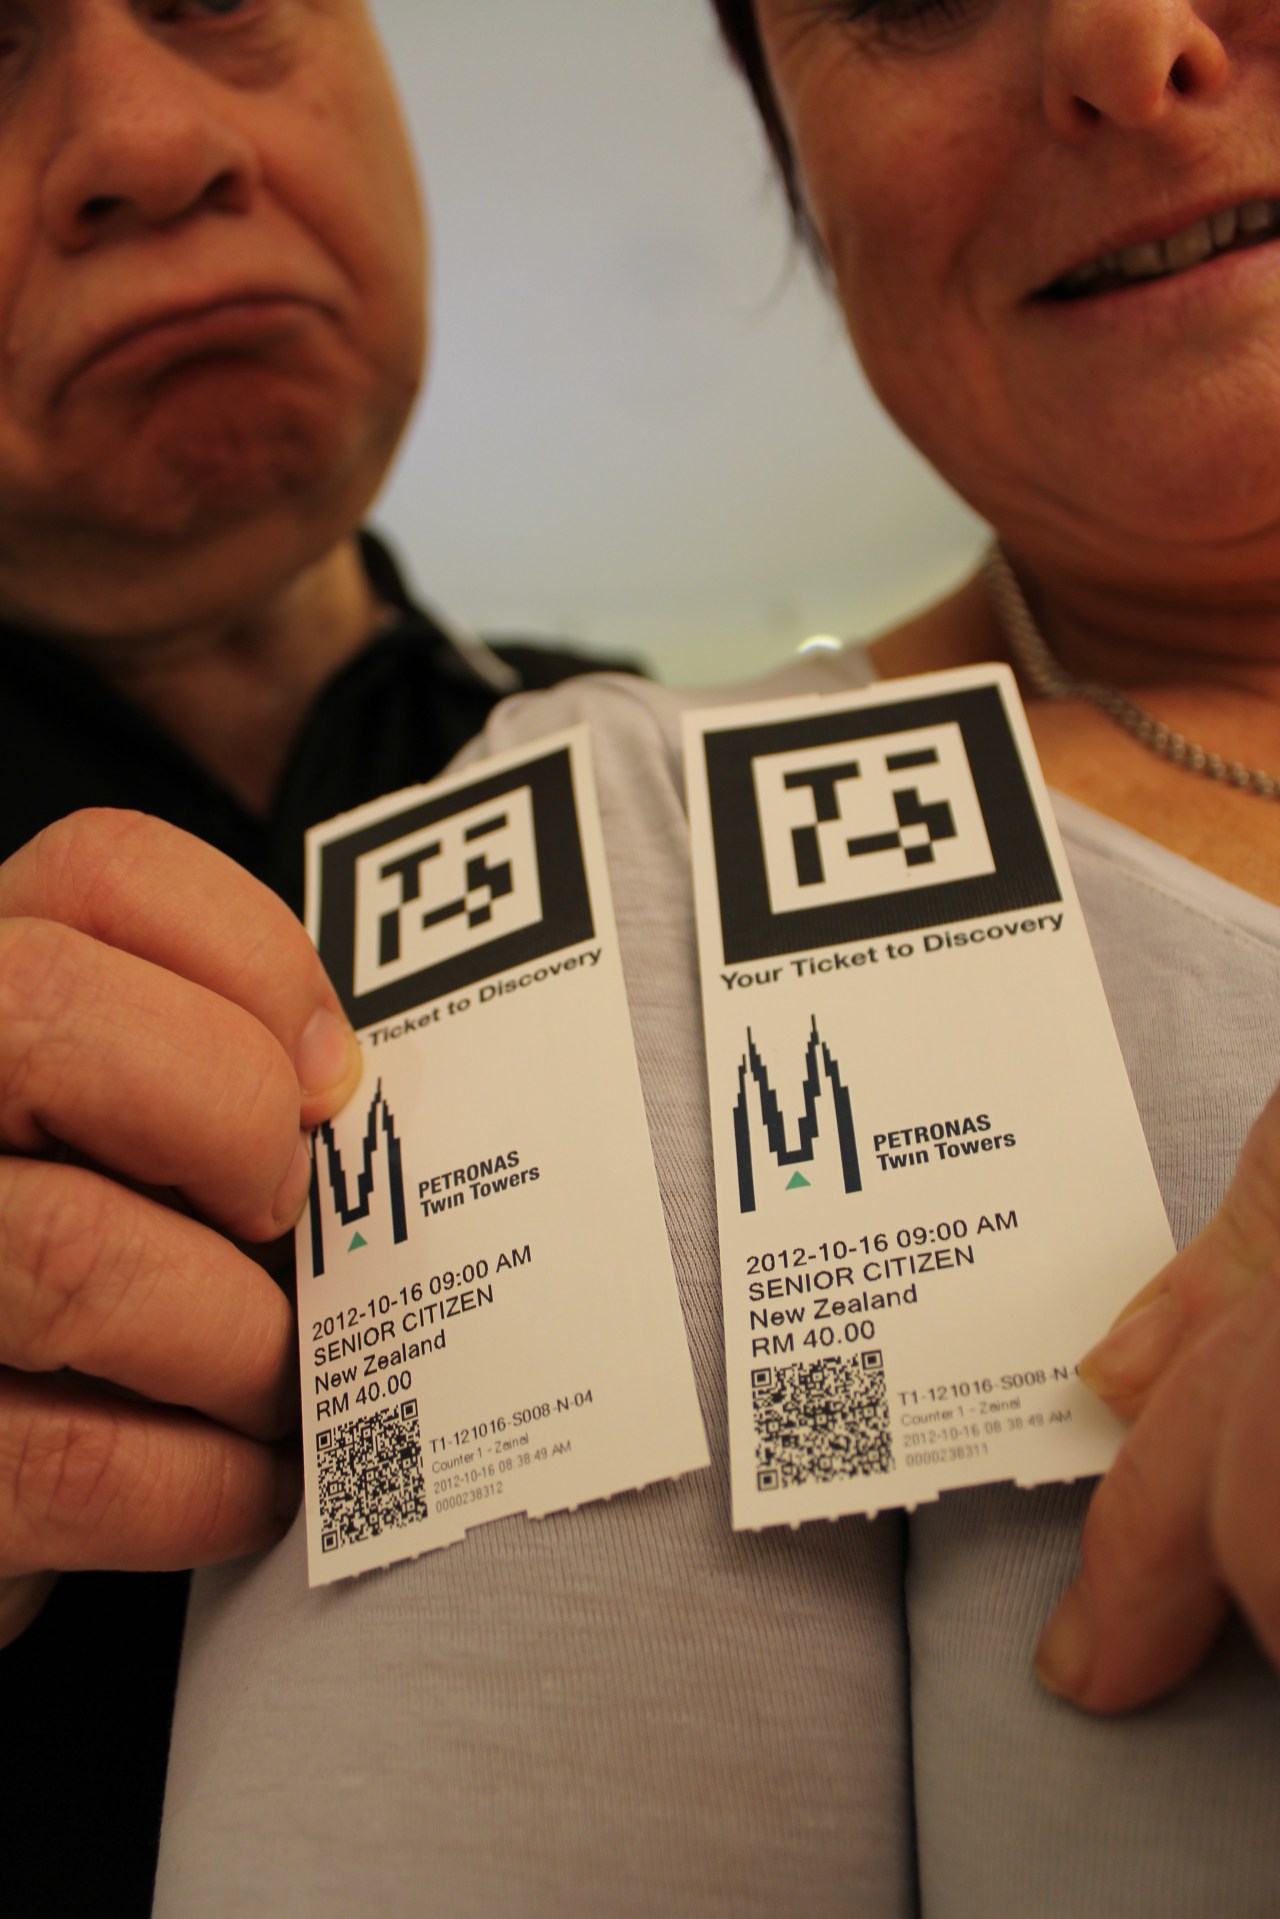 Ticket to Discovery
PETRONAS
Twin Towers
2012-10-16 09:00 AM
SENIOR CITIZEN
New Zealand
RM 40.00
T1-121016-S008-N-04
Counter 1 - Zainal
2012-10-16 08:38:49 AM
0000238312
Your Ticket to Discovery
PETRONAS
Twin Towers
2012-10-16 09:00 AM
SENIOR CITIZEN
New Zealand
RM 40.00
T1-121016-S008-N-
Counter 1 - Zainal
2012-10-16 08:38:49 AM
0000238311